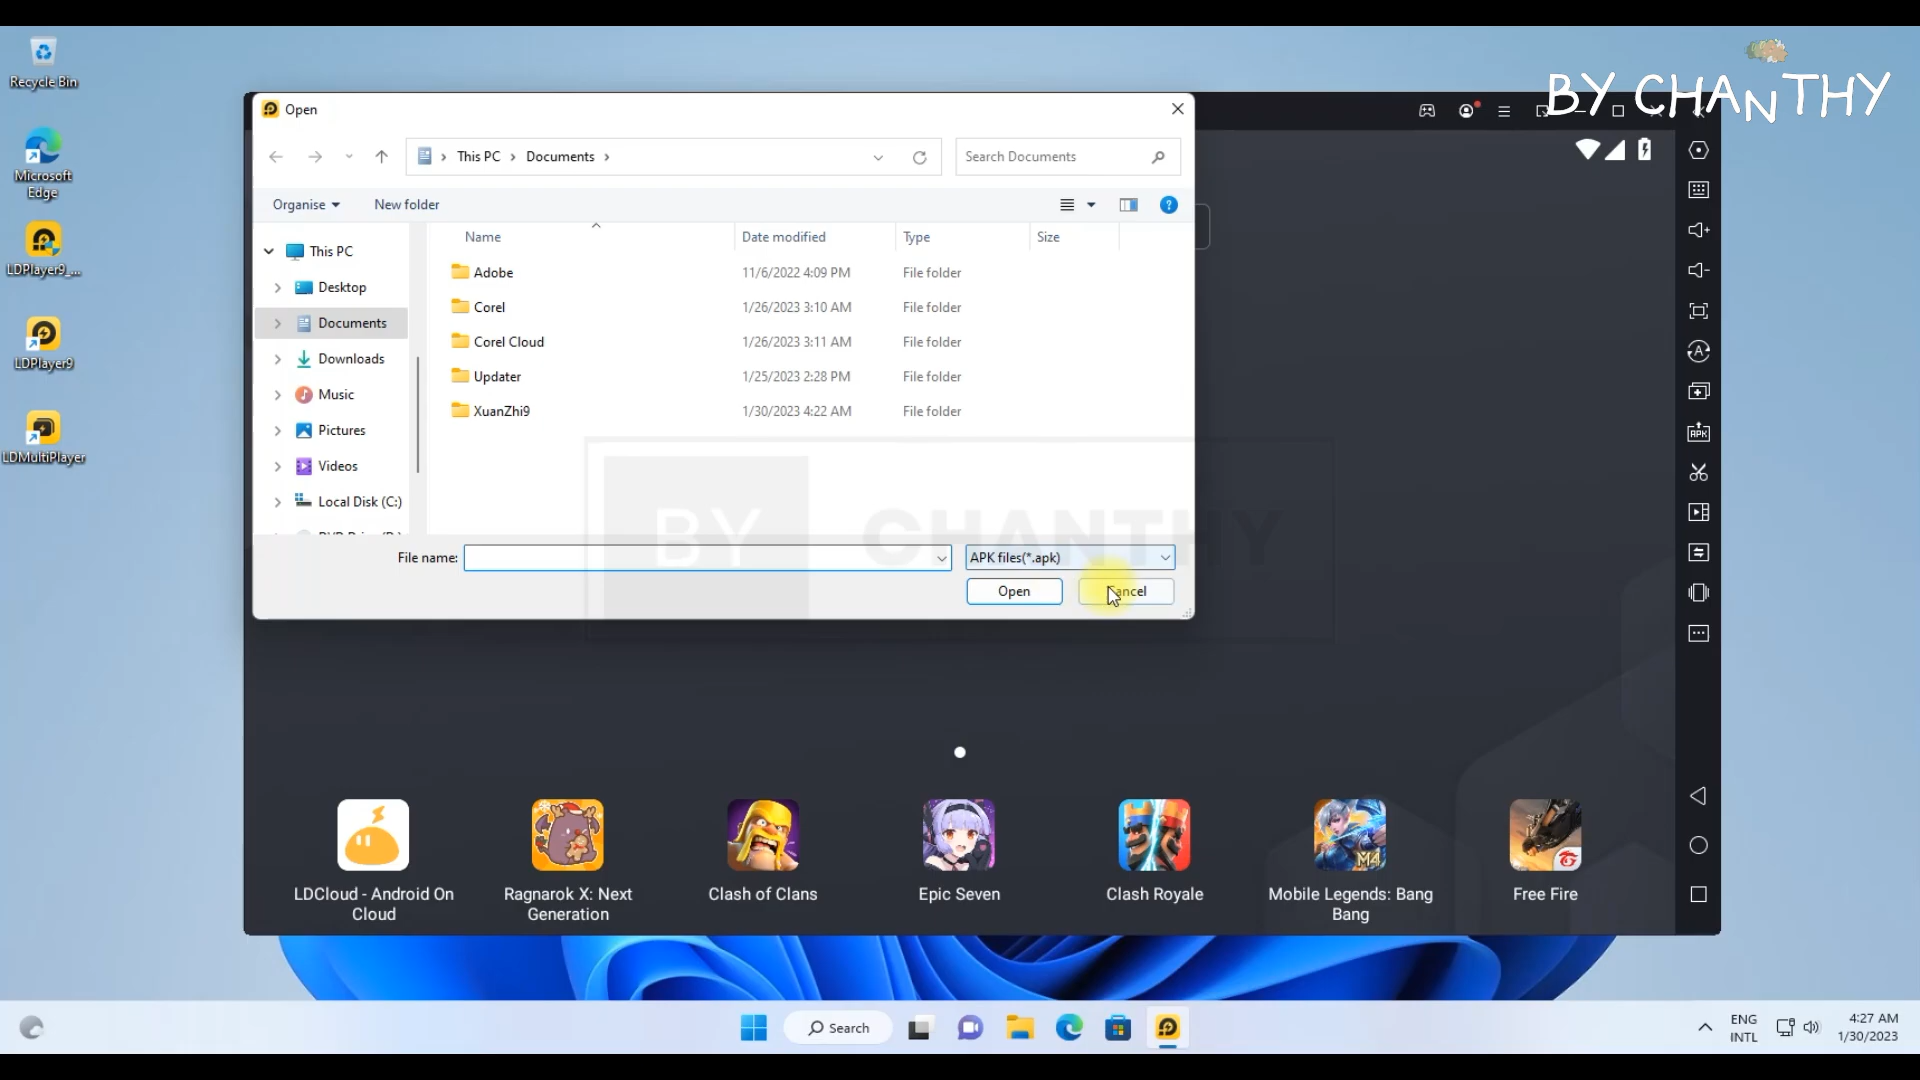 Recycle Bin
Microsoft
Edge
LDPlayer9_...
LDPlayer9
LDMultiPlayer
BY CHANTHY
Open
This PC
Documents
Search Documents
Organise
New folder
Name
Date modified
Type
Size
This PC
Desktop
Documents
Downloads
Music
Pictures
Videos
Local Disk (C:)
Adobe 11/6/2022 4:09 PM File folder
Corel 1/26/2023 3:10 AM File folder
Corel Cloud 1/26/2023 3:11 AM File folder
Updater 1/25/2023 2:28 PM File folder
XuanZhi9 1/30/2023 4:22 AM File folder
BY CHANTHY
File name:
APK files(*.apk)
Open
Cancel
APK
LDCloud - Android On
Cloud
Ragnarok X: Next
Generation
Clash of Clans
Epic Seven
Clash Royale
M4
Mobile Legends: Bang
Bang
Free Fire
Search
ENG
INTL
4:27 AM
1/30/2023